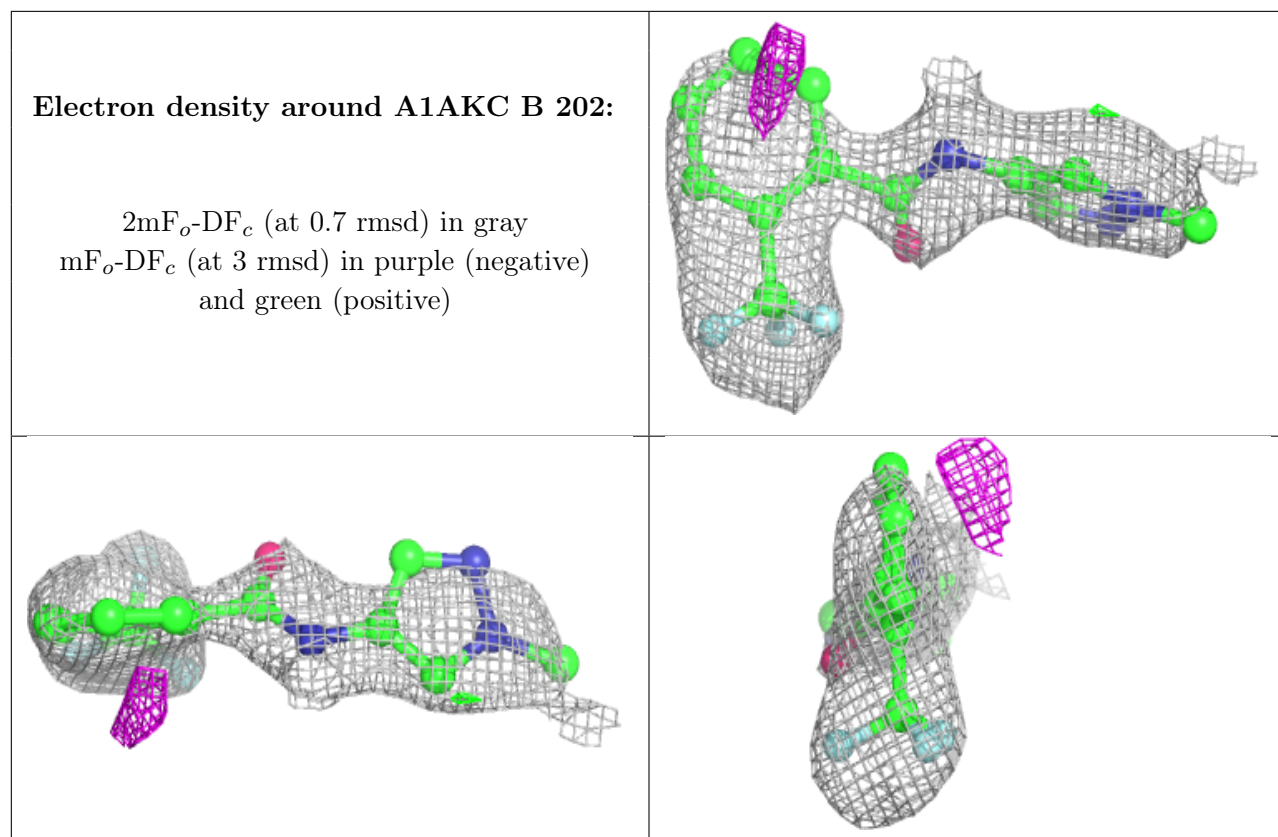 Electron density around A1AKC B 202:
2mFo-DFc (at 0.7 rmsd) in gray
mFo-DFc (at 3 rmsd) in purple (negative)
and green (positive)